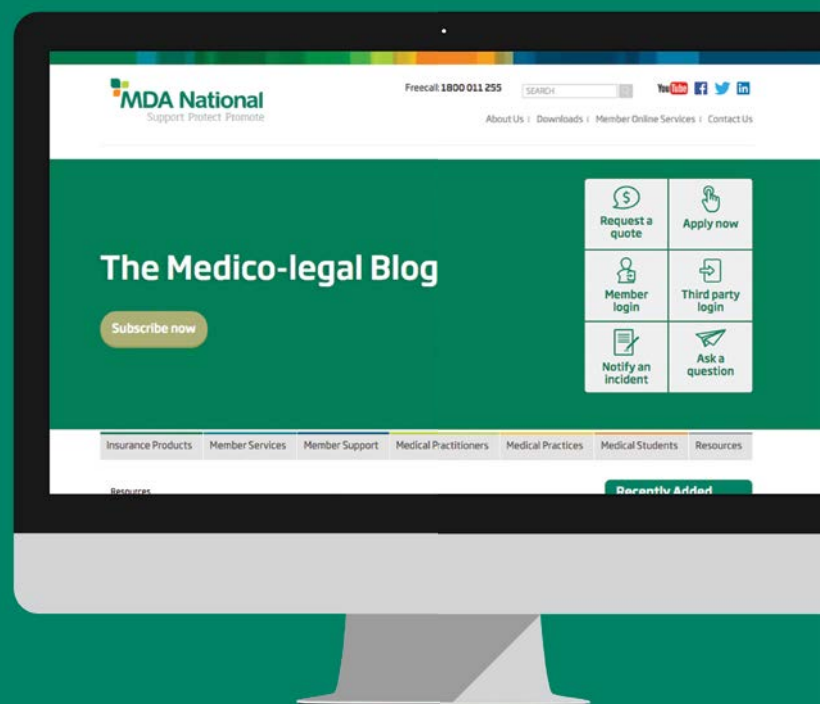 MDA National
Support Protect Promote
Freecall: 1800 011 255
SEARCH
YouTube
About Us | Downloads | Member Online Services | Contact Us
The Medico-legal Blog
Subscribe now
Request a
quote
Apply now
Member
login
Third party
login
Notify an
incident
Ask a
question
Insurance Products Member Services Member Support Medical Practitioners Medical Practices Medical Students Resources
Resources
Recently Added